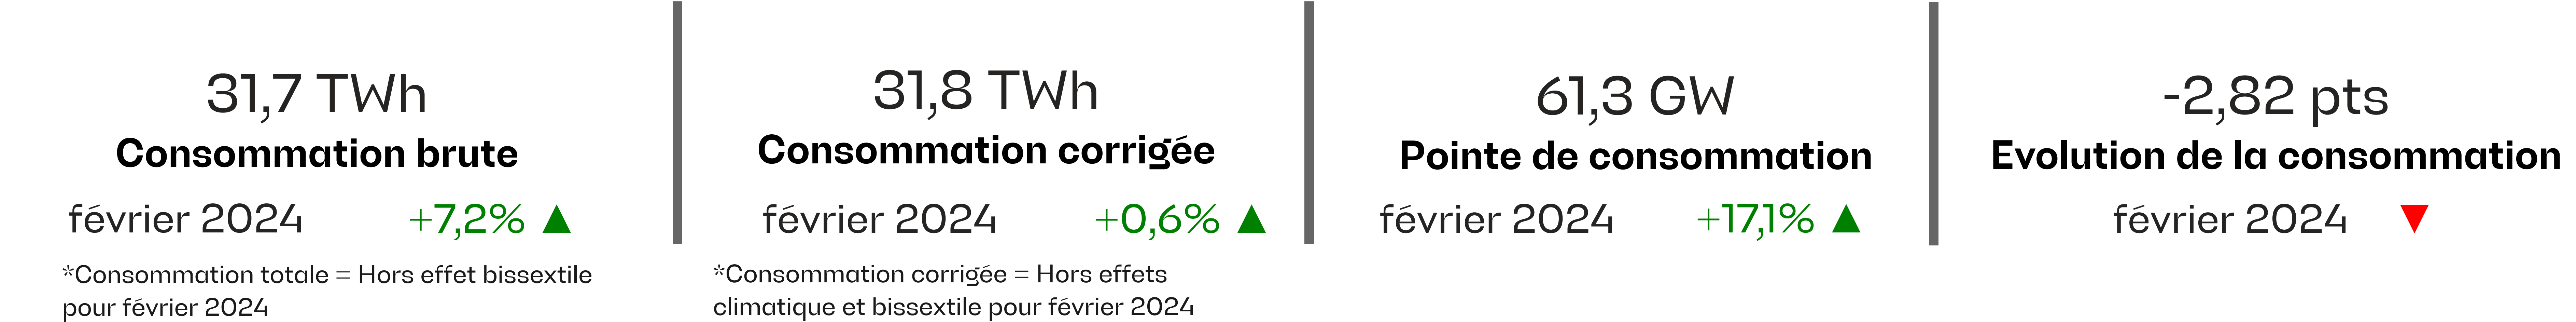 31,7 TWh
Consommation brute
février 2024 +7,2% ▲
*Consommation totale = Hors effet bissextile
pour février 2024
31,8 TWh
Consommation corrigée
février 2024 +0,6% ▲
*Consommation corrigée = Hors effets
climatique et bissextile pour février 2024
61,3 GW
Pointe de consommation
février 2024 +17,1% ▲
-2,82 pts
Evolution de la consommation
février 2024 ▼